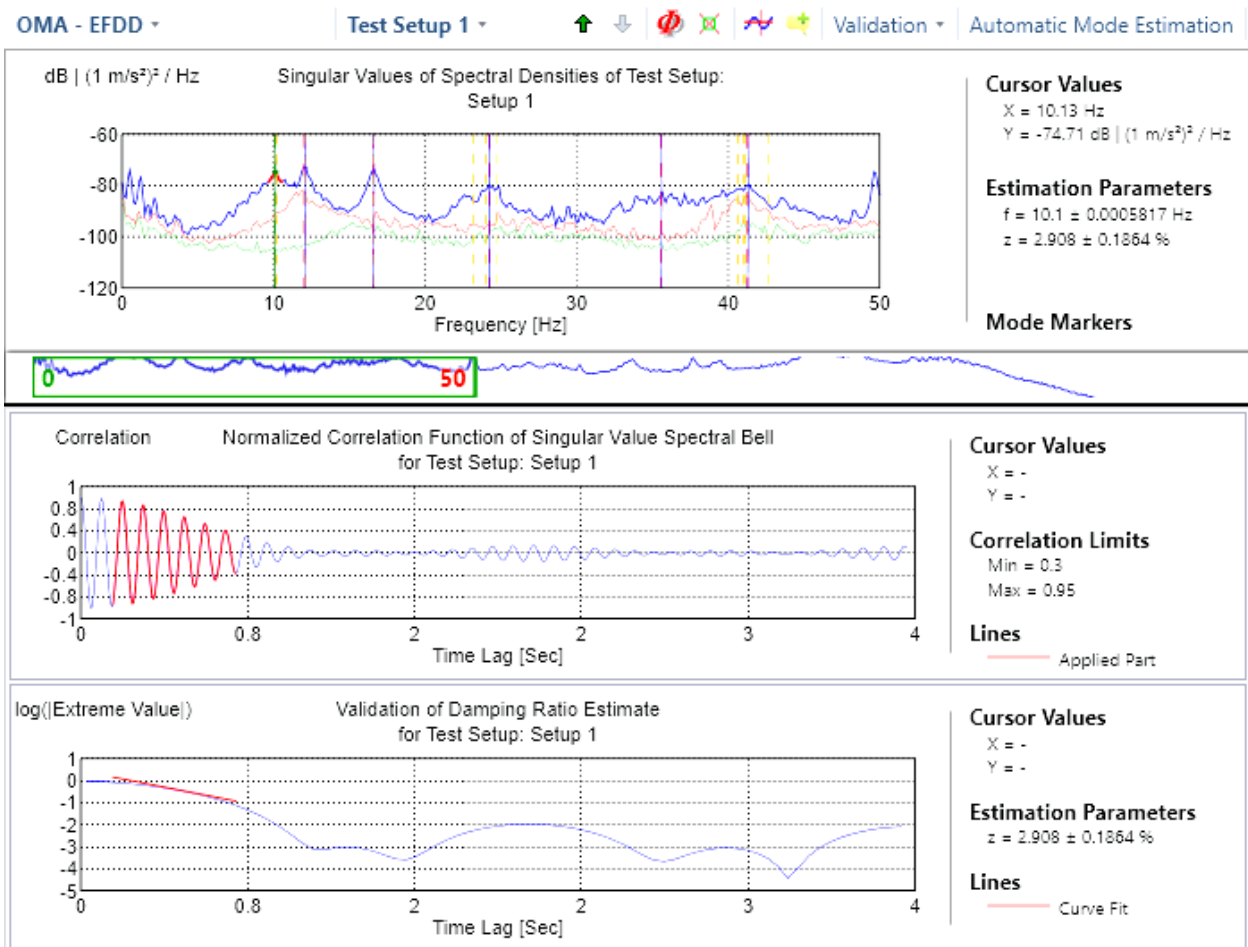 OMA - EFDD
Test Setup 1
Validation
Automatic Mode Estimation
dB | (1 m/s²)² / Hz
Singular Values of Spectral Densities of Test Setup:
Setup 1
-60
-80
-100
-120
0 10 20 30 40 50
Frequency [Hz]
Cursor Values
X = 10.13 Hz
Y = -74.71 dB | (1 m/s²)² / Hz
Estimation Parameters
f = 10.1 ± 0.0005817 Hz
z = 2.908 ± 0.1864 %
Mode Markers
0 50
Correlation
Normalized Correlation Function of Singular Value Spectral Bell
for Test Setup: Setup 1
1
0.8
0.4
0
-0.4
-0.8
-1
0 0.8 2 2 3 4
Time Lag [Sec]
Cursor Values
X = -
Y = -
Correlation Limits
Min = 0.3
Max = 0.95
Lines
Applied Part
log(|Extreme Value|)
Validation of Damping Ratio Estimate
for Test Setup: Setup 1
1
0
-1
-2
-3
-4
-5
0 0.8 2 2 3 4
Time Lag [Sec]
Cursor Values
X = -
Y = -
Estimation Parameters
z = 2.908 ± 0.1864 %
Lines
Curve Fit